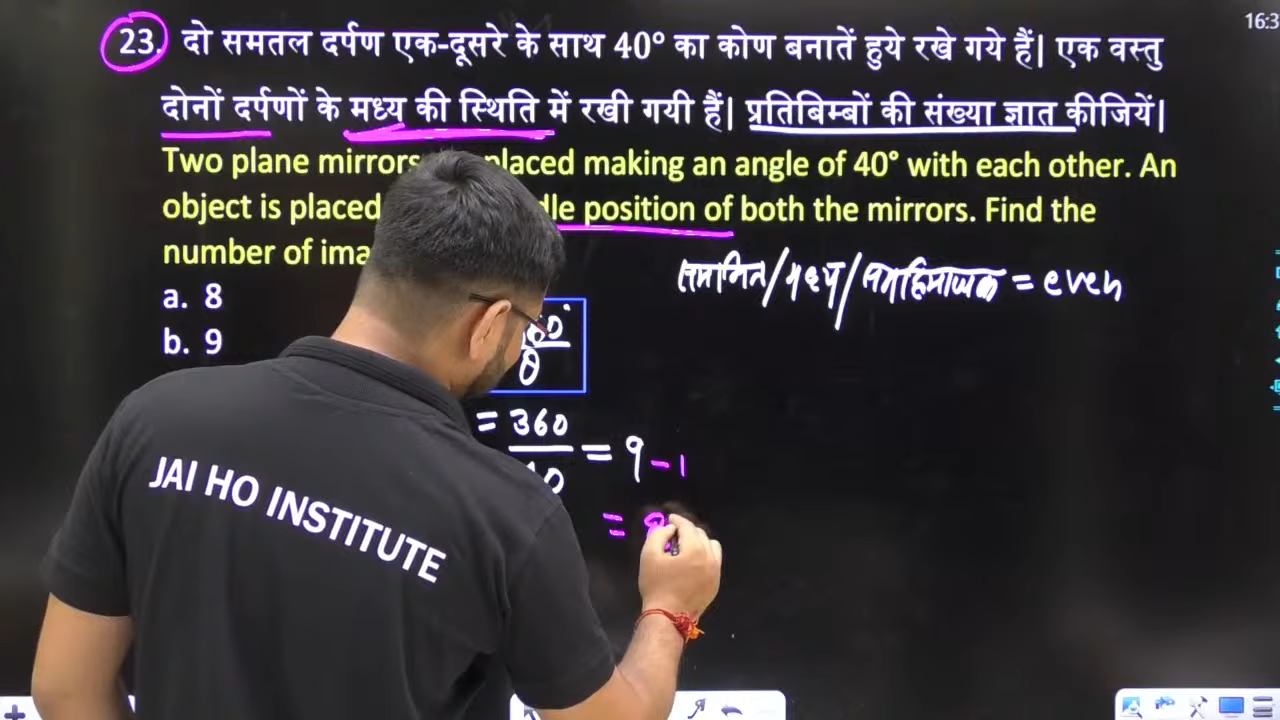 16:3
23. दो समतल दर्पण एक-दूसरे के साथ 40° का कोण बनातें हुये रखे गये हैं| एक वस्तु
दोनों दर्पणों के मध्य की स्थिति में रखी गयी हैं| प्रतिबिम्बों की संख्या ज्ञात कीजियें|
Two plane mirrors placed making an angle of 40° with each other. An
object is placed position of both the mirrors. Find the
number of
सममित/मध्य/समद्विभाजक = even
a. 8
b. 9
θ
= 360 = 9 - 1
=
JAI HO INSTITUTE